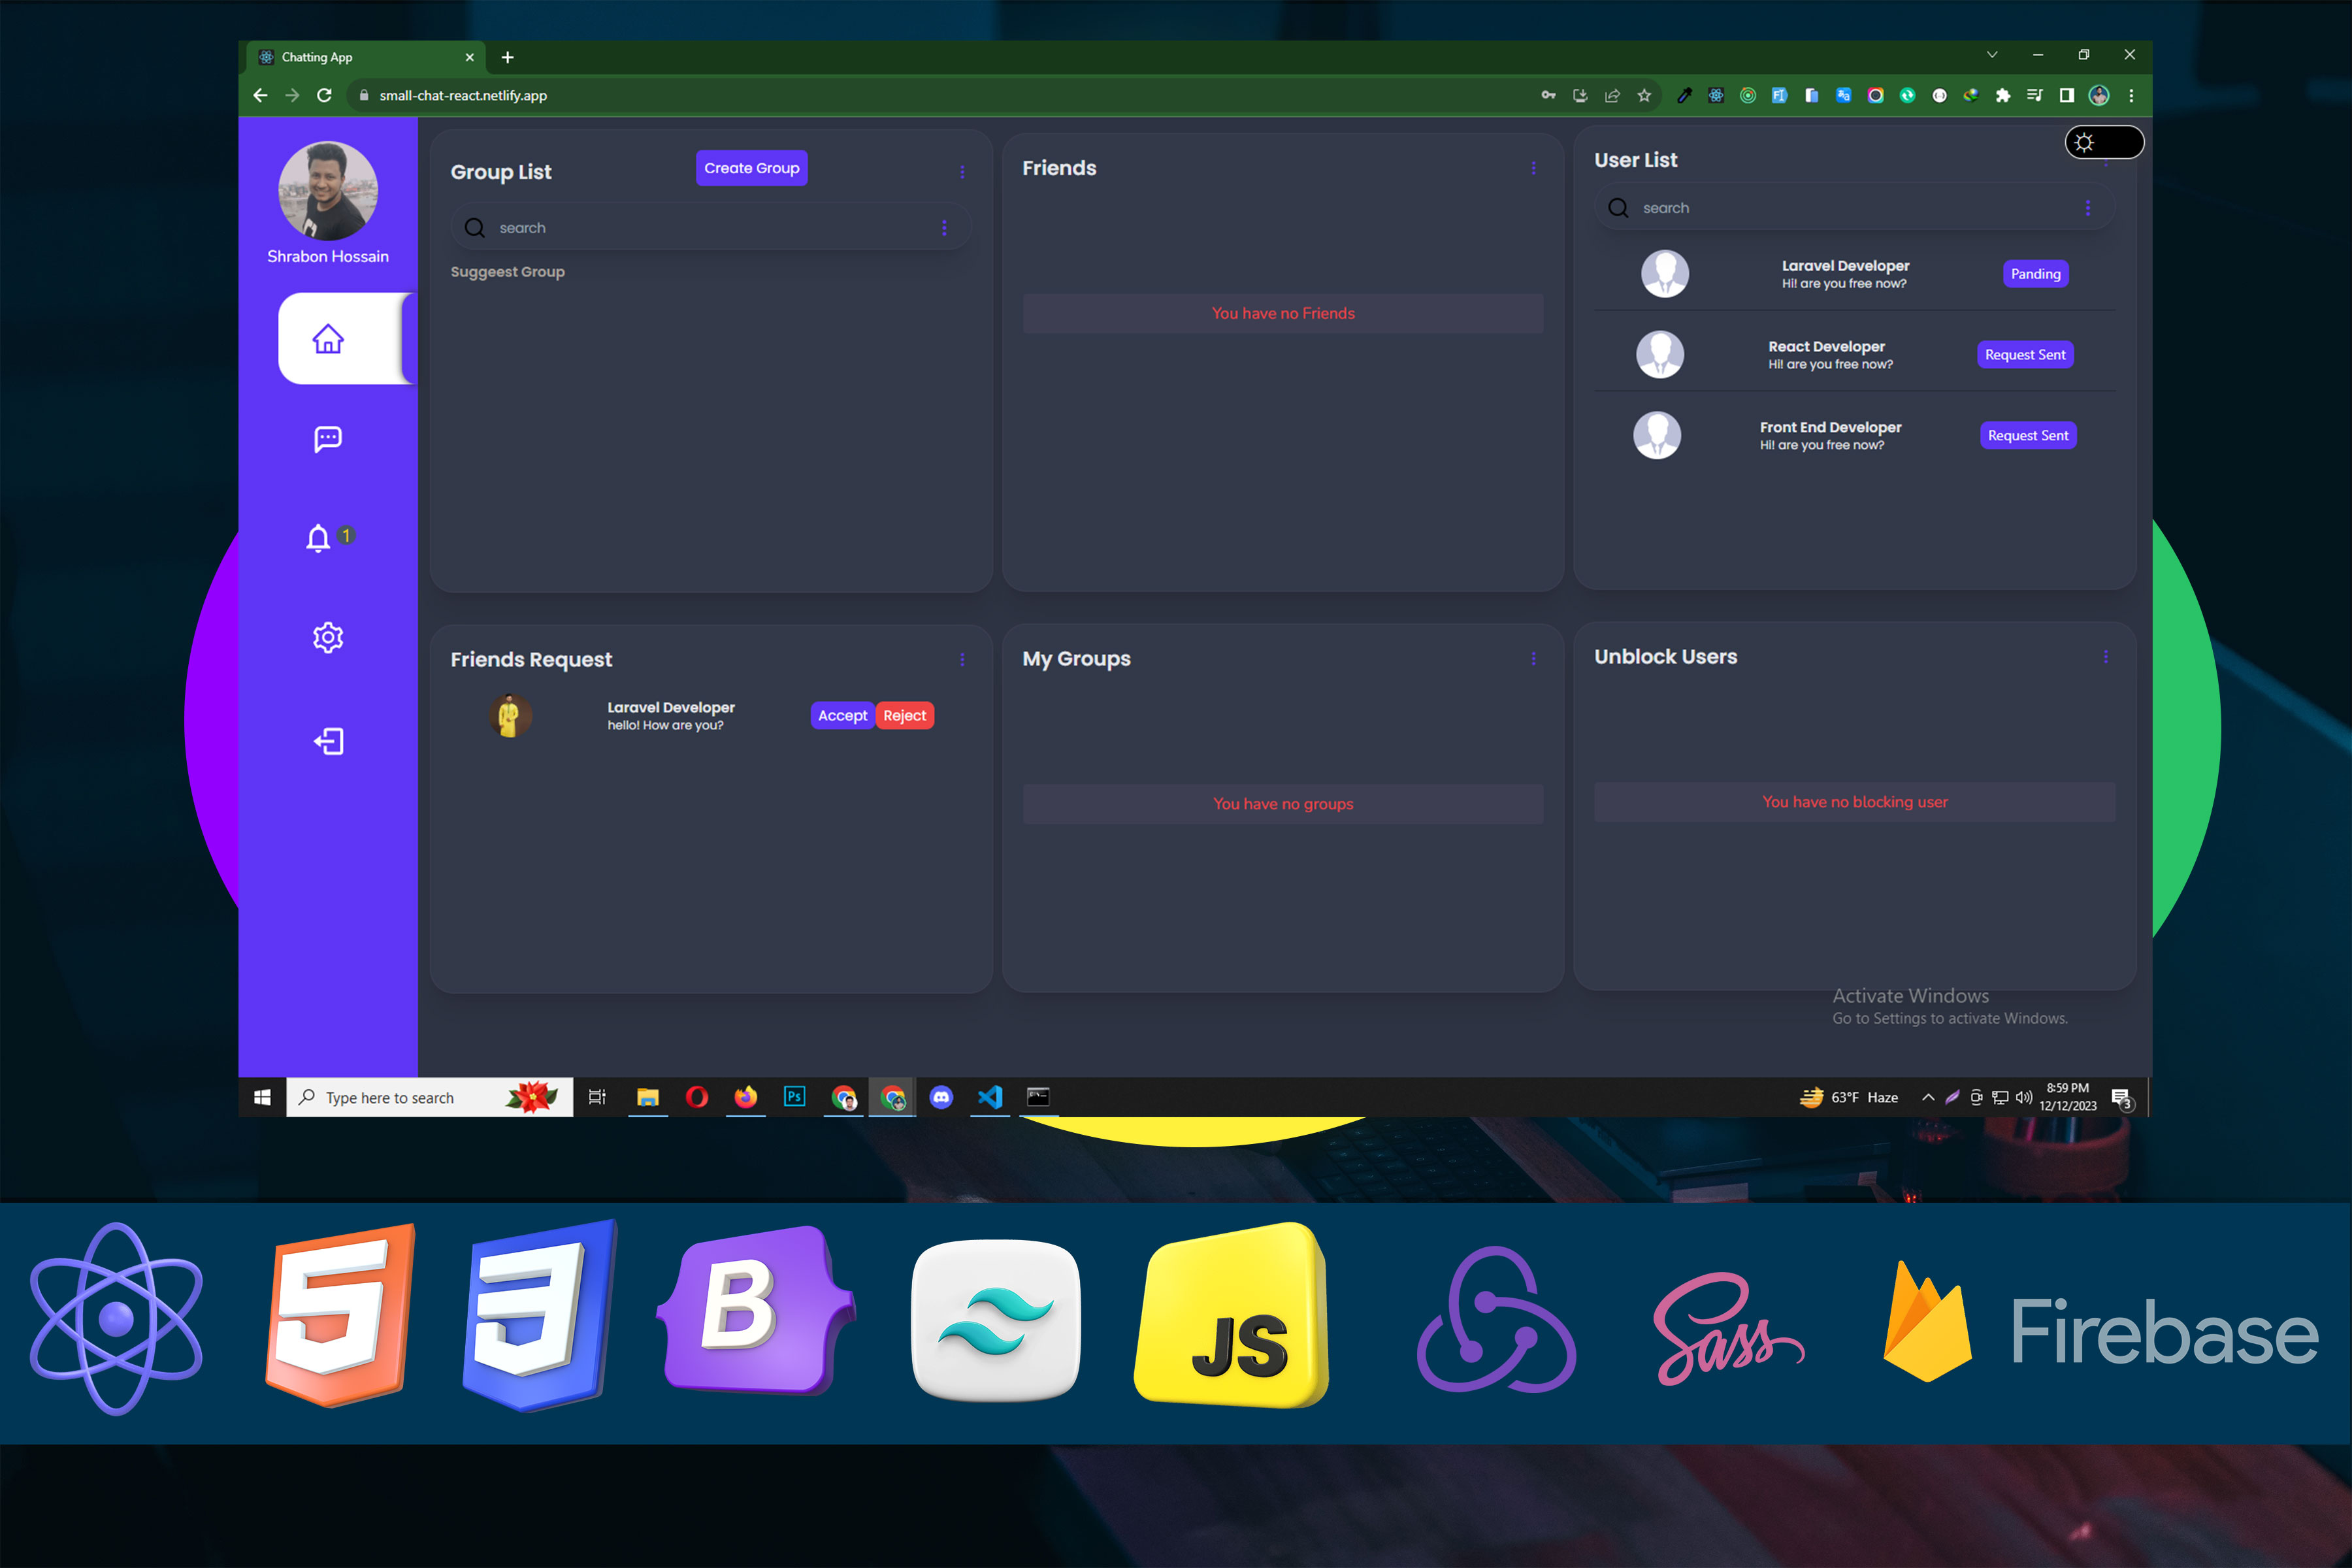 Chatting App
small-chat-react.netlify.app
Shrabon Hossain
1
Group List
Create Group
search
Suggeest Group
Friends
You have no Friends
User List
search
Laravel Developer
Hi! are you free now?
Panding
React Developer
Hi! are you free now?
Request Sent
Front End Developer
Hi! are you free now?
Request Sent
Friends Request
Laravel Developer
hello! How are you?
Accept
Reject
My Groups
You have no groups
Unblock Users
You have no blocking user
Activate Windows
Go to Settings to activate Windows.
Type here to search
Ps
63°F Haze
8:59 PM
12/12/2023
3
5
3
B
JS
Sass
Firebase